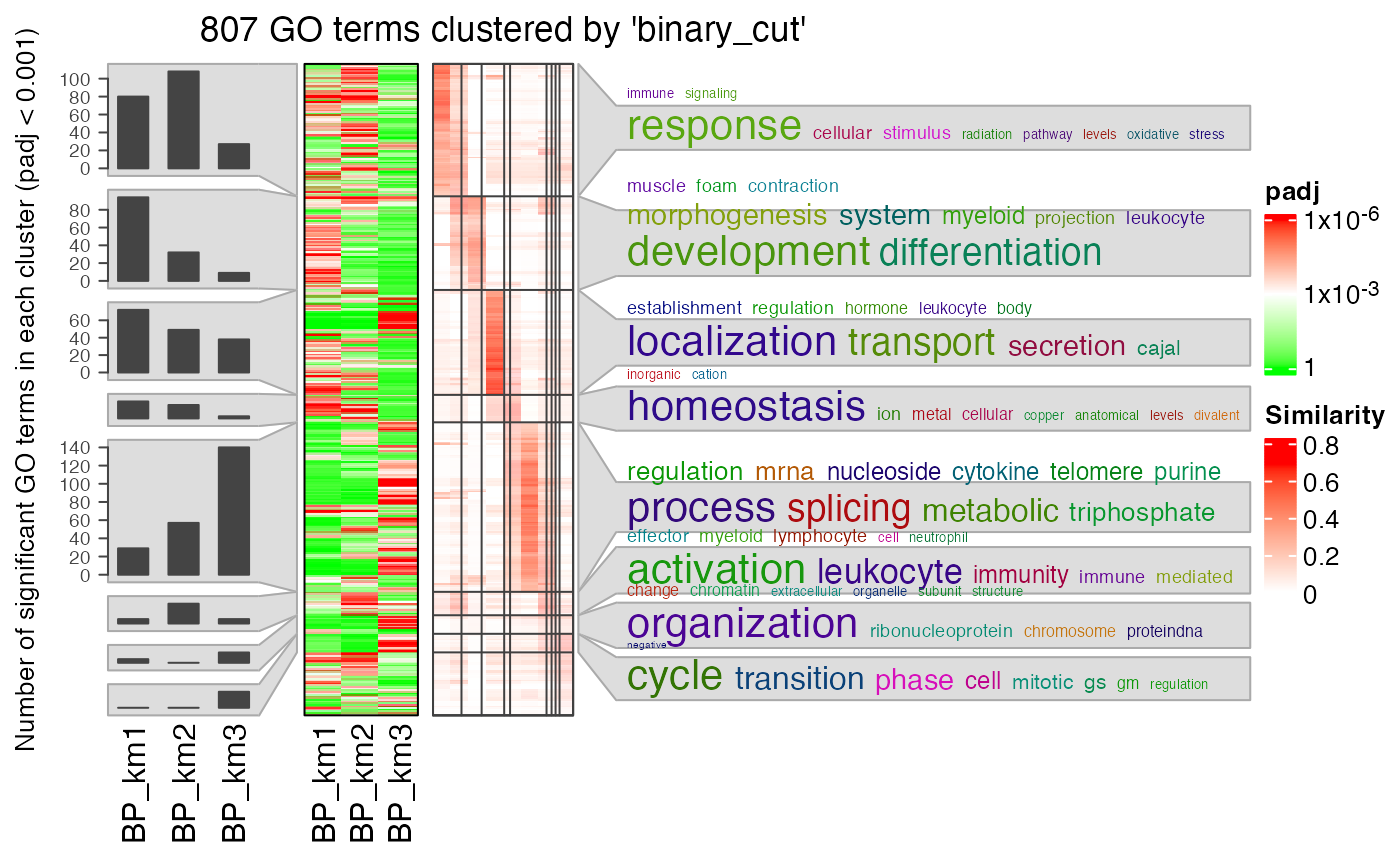 807 GO terms clustered by 'binary_cut'
Number of significant GO terms in each cluster (padj < 0.001)
100
80
60
40
20
0
80
60
40
20
0
60
40
20
0
140
120
100
80
60
40
20
0
BP_km1
BP_km2
BP_km3
BP_km1
BP_km2
BP_km3
immune signaling
response cellular stimulus radiation pathway levels oxidative stress
muscle foam contraction
morphogenesis system myeloid projection leukocyte
development differentiation
establishment regulation hormone leukocyte body
localization transport secretion cajal
inorganic cation
homeostasis ion metal cellular copper anatomical levels divalent
regulation mrna nucleoside cytokine telomere purine
process splicing metabolic triphosphate
effector myeloid lymphocyte cell neutrophil
activation leukocyte immunity immune mediated
change chromatin extracellular organelle subunit structure
organization ribonucleoprotein chromosome proteindna
negative
cycle transition phase cell mitotic gs gm regulation
padj
1x10⁻⁶
1x10⁻³
1
Similarity
0.8
0.6
0.4
0.2
0